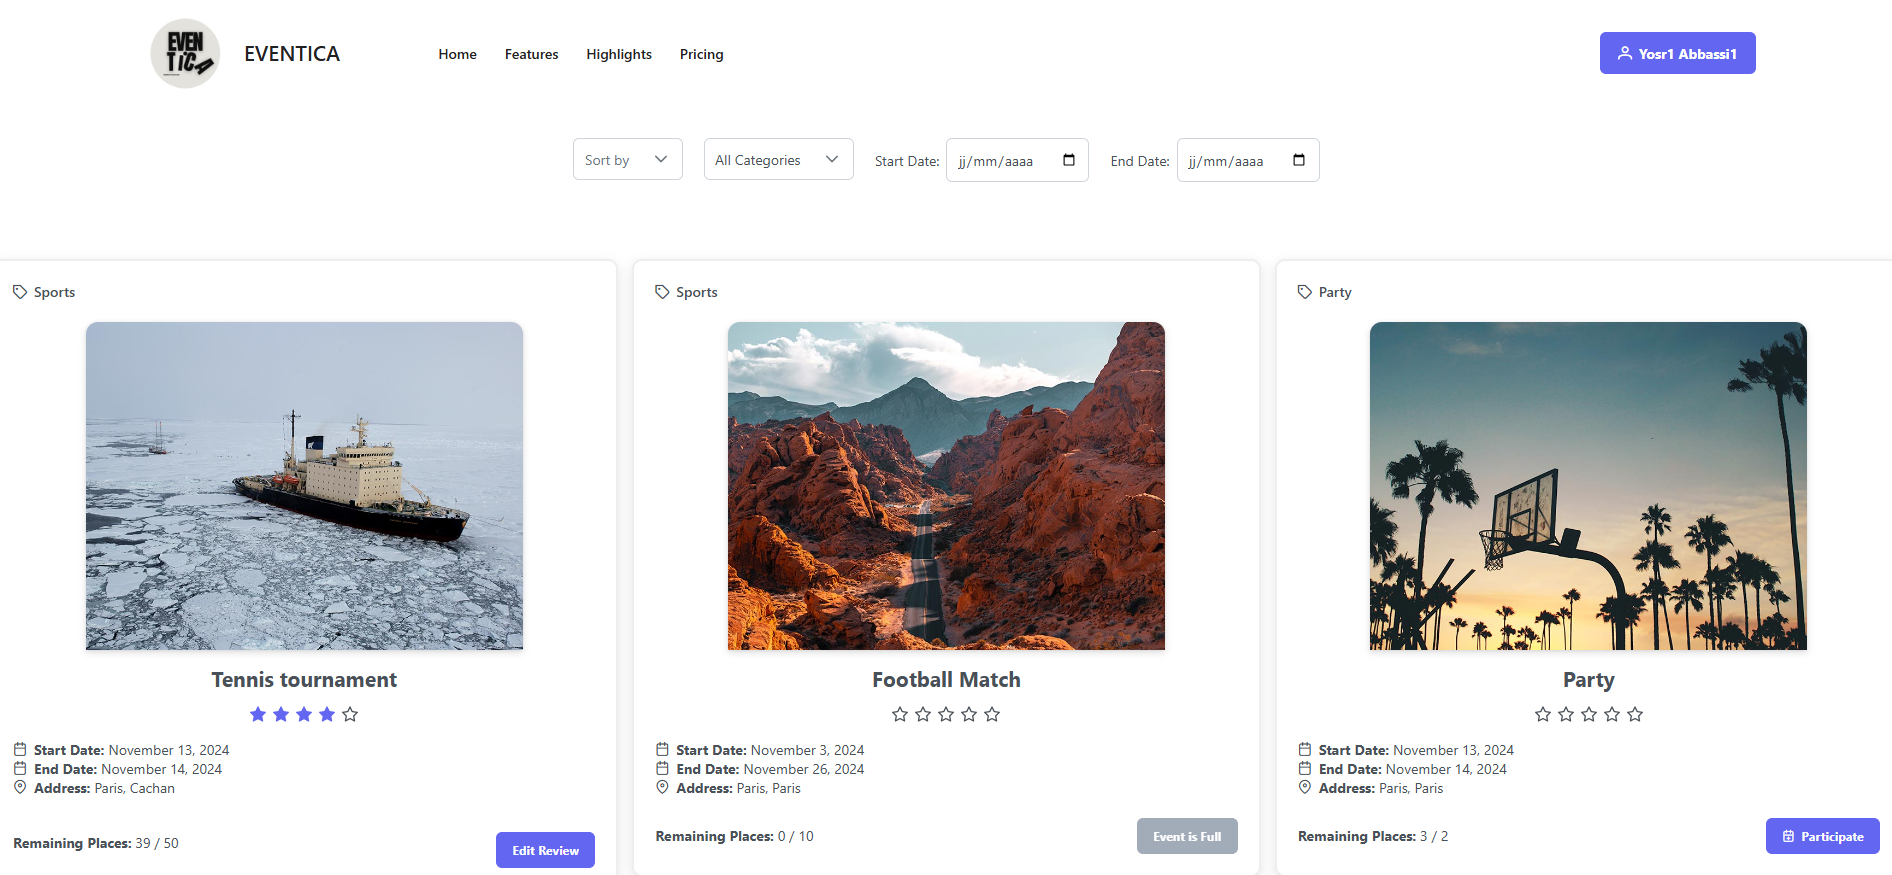 EVEN
TiCA
EVENTICA
Home
Features
Highlights
Pricing
Yosr1 Abbassi1
Sort by
All Categories
Start Date:
jj/mm/aaaa
End Date:
jj/mm/aaaa
Sports
Tennis tournament
Start Date: November 13, 2024
End Date: November 14, 2024
Address: Paris, Cachan
Remaining Places: 39 / 50
Edit Review
Sports
Football Match
Start Date: November 3, 2024
End Date: November 26, 2024
Address: Paris, Paris
Remaining Places: 0 / 10
Event is Full
Party
Party
Start Date: November 13, 2024
End Date: November 14, 2024
Address: Paris, Paris
Remaining Places: 3 / 2
Participate